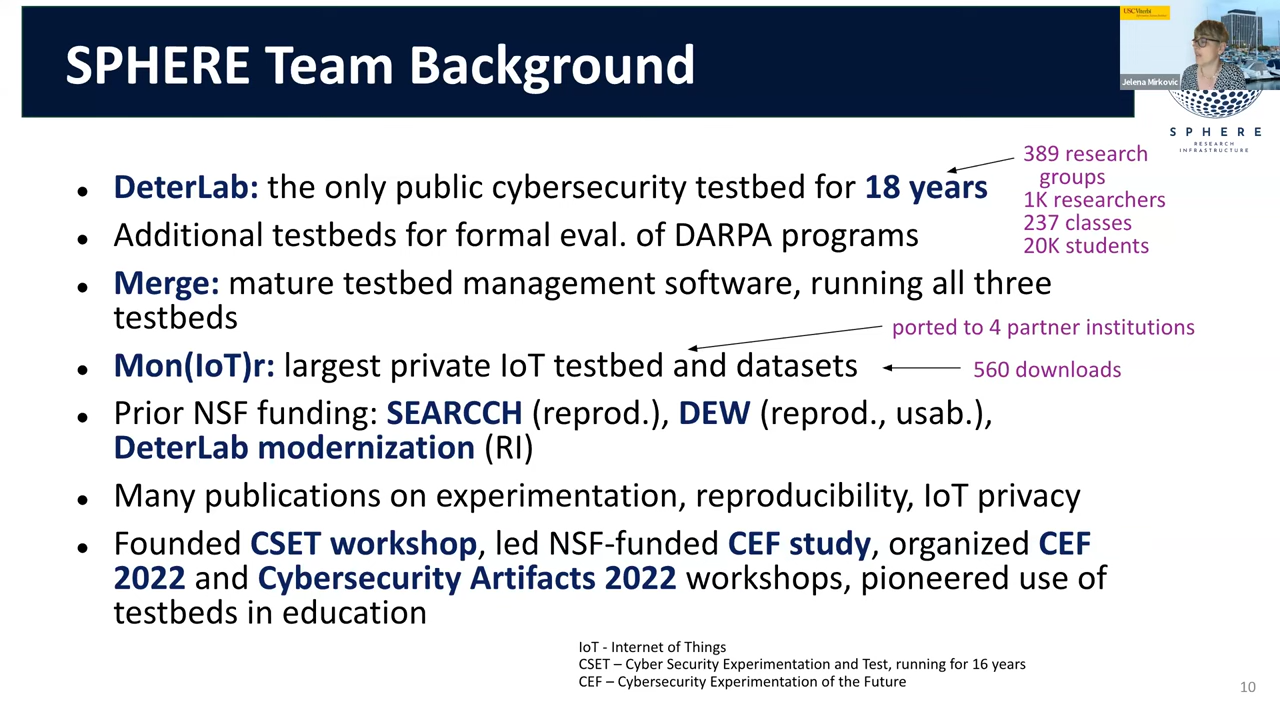 SPHERE Team Background
USC Viterbi
Jelena Mirkovic
SPHERE
RESEARCH
INFRASTRUCTURE
389 research
groups
1K researchers
237 classes
20K students
• DeterLab: the only public cybersecurity testbed for 18 years
• Additional testbeds for formal eval. of DARPA programs
• Merge: mature testbed management software, running all three
testbeds
ported to 4 partner institutions
• Mon(IoT)r: largest private IoT testbed and datasets
560 downloads
• Prior NSF funding: SEARCCH (reprod.), DEW (reprod., usab.),
DeterLab modernization (RI)
• Many publications on experimentation, reproducibility, IoT privacy
• Founded CSET workshop, led NSF-funded CEF study, organized CEF
2022 and Cybersecurity Artifacts 2022 workshops, pioneered use of
testbeds in education
IoT - Internet of Things
CSET – Cyber Security Experimentation and Test, running for 16 years
CEF – Cybersecurity Experimentation of the Future
10